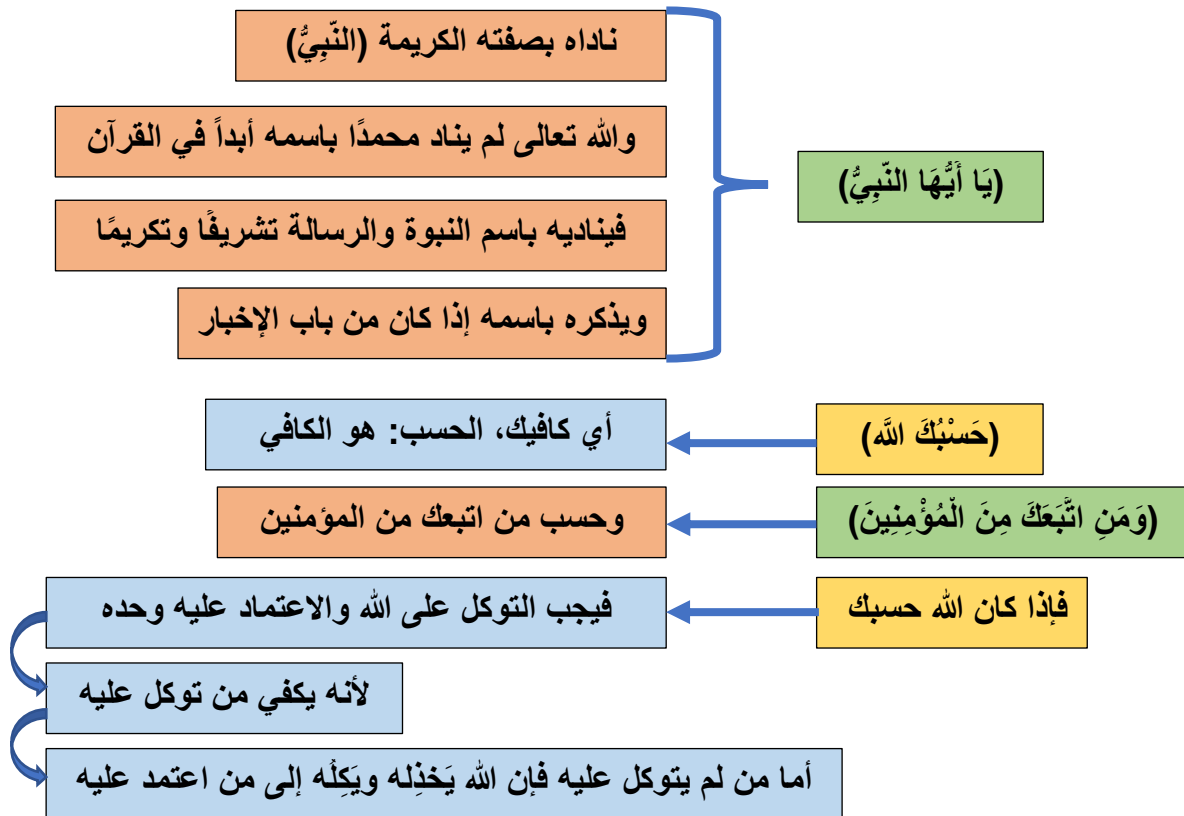 (يَا أَيُّهَا النَّبِيُّ)
ناداه بصفته الكريمة (النَّبِيُّ)
والله تعالى لم يناد محمدًا باسمه أبداً في القرآن
فيناديه باسم النبوة والرسالة تشريفًا وتكريمًا
ويذكره باسمه إذا كان من باب الإخبار
(حَسْبُكَ اللَّه)
أي كافيك، الحسب: هو الكافي
(وَمَنِ اتَّبَعَكَ مِنَ الْمُؤْمِنِينَ)
وحسب من اتبعك من المؤمنين
فإذا كان الله حسبك
فيجب التوكل على الله والاعتماد عليه وحده
لأنه يكفي من توكل عليه
أما من لم يتوكل عليه فإن الله يَخذِله ويَكِلُه إلى من اعتمد عليه